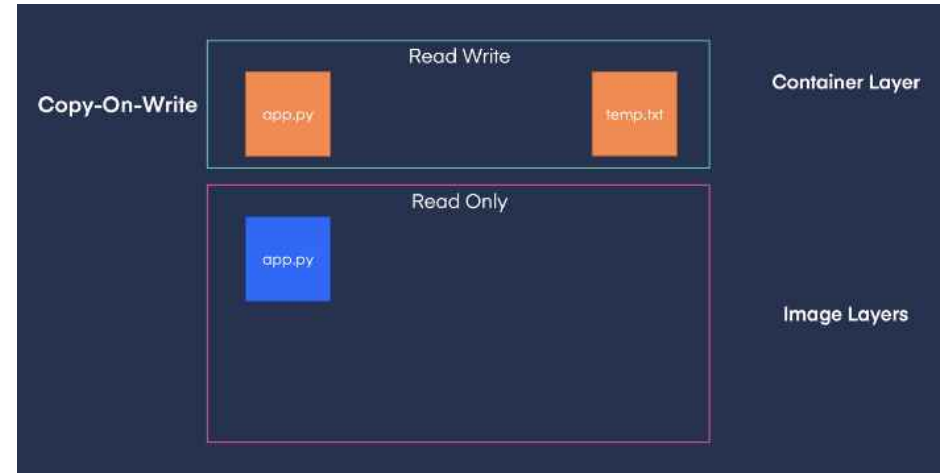 Read Write
Container Layer
Copy-On-Write
app.py
temp.txt
Read Only
app.py
Image Layers